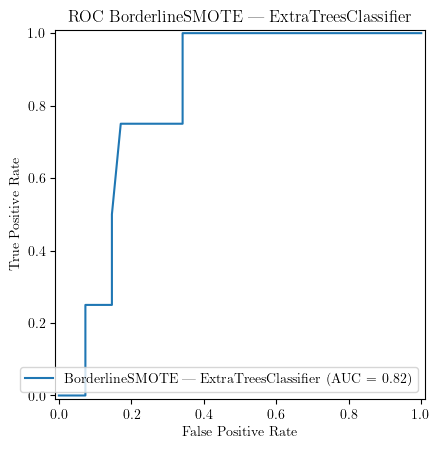 ROC BorderlineSMOTE — ExtraTreesClassifier
1.0
0.8
0.6
0.4
0.2
0.0
True Positive Rate
BorderlineSMOTE — ExtraTreesClassifier (AUC = 0.82)
0.0 0.2 0.4 0.6 0.8 1.0
False Positive Rate